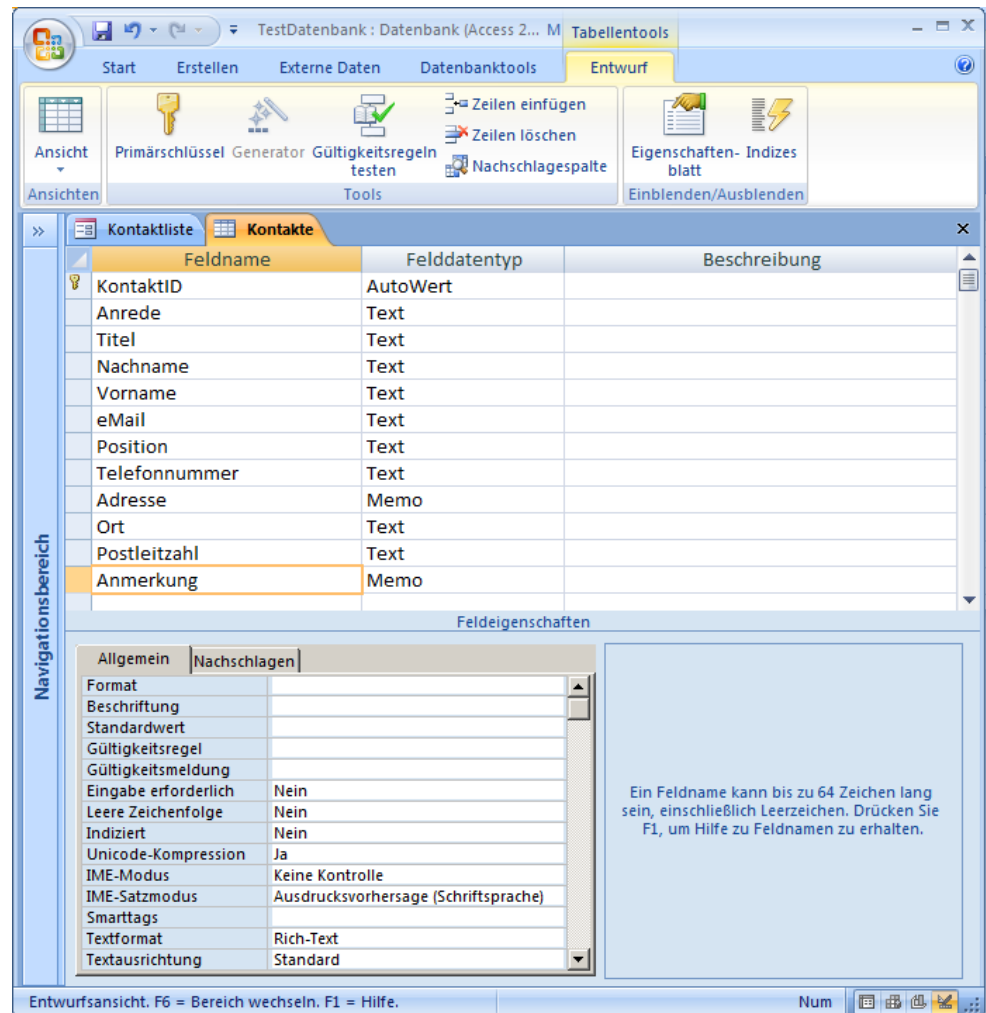 TestDatenbank : Datenbank (Access 2... M Tabellentools
Start Erstellen Externe Daten Datenbanktools Entwurf
Ansicht
Primärschlüssel
Generator
Gültigkeitsregeln
testen
Zeilen einfügen
Zeilen löschen
Nachschlagespalte
Eigenschaften-
blatt
Indizes
Ansichten Tools Einblenden/Ausblenden
Kontaktliste Kontakte
Feldname Felddatentyp Beschreibung
KontaktID AutoWert
Anrede Text
Titel Text
Nachname Text
Vorname Text
eMail Text
Position Text
Telefonnummer Text
Adresse Memo
Ort Text
Postleitzahl Text
Anmerkung Memo
Navigationsbereich
Feldeigenschaften
Allgemein Nachschlagen
Format
Beschriftung
Standardwert
Gültigkeitsregel
Gültigkeitsmeldung
Eingabe erforderlich Nein
Leere Zeichenfolge Nein
Indiziert Nein
Unicode-Kompression Ja
IME-Modus Keine Kontrolle
IME-Satzmodus Ausdrucksvorhersage (Schriftsprache)
Smarttags
Textformat Rich-Text
Textausrichtung Standard
Ein Feldname kann bis zu 64 Zeichen lang
sein, einschließlich Leerzeichen. Drücken Sie
F1, um Hilfe zu Feldnamen zu erhalten.
Entwurfsansicht. F6 = Bereich wechseln. F1 = Hilfe. Num